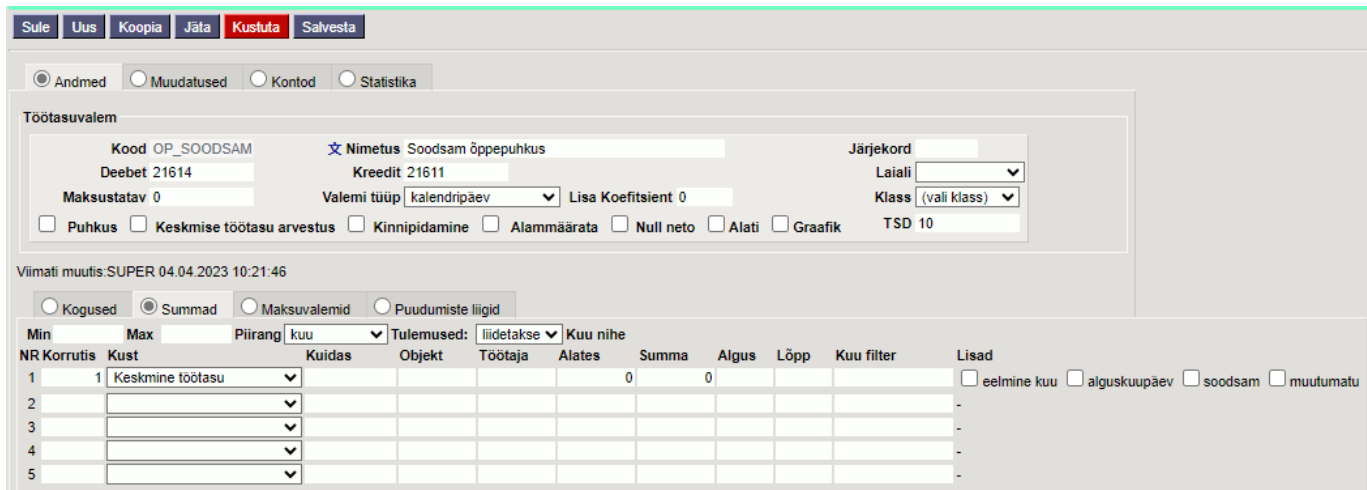 Sule Uus Koopia Jäta Kustuta Salvesta
Andmed Muudatused Kontod Statistika
Töötasuvalem
Kood OP_SOODSAM 文 Nimetus Soodsam õppepuhkus Järjekord
Deebet 21614 Kreedit 21611 Laiali
Maksustatav 0 Valemi tüüp kalendripäev Lisa Koefitsient 0 Klass (vali klass)
Puhkus Keskmise töötasu arvestus Kinnipidamine Alammäärata Null neto Alati Graafik TSD 10
Viimati muutis:SUPER 04.04.2023 10:21:46
Kogused Summad Maksuvalemid Puudumiste liigid
Min Max Piirang kuu Tulemused: liidetakse Kuu nihe
NR Korrutis Kust Kuidas Objekt Töötaja Alates Summa Algus Lõpp Kuu filter Lisad
1 1 Keskmine töötasu 0 0 eelmine kuu alguskuupäev soodsam muutumatu
2 -
3 -
4 -
5 -